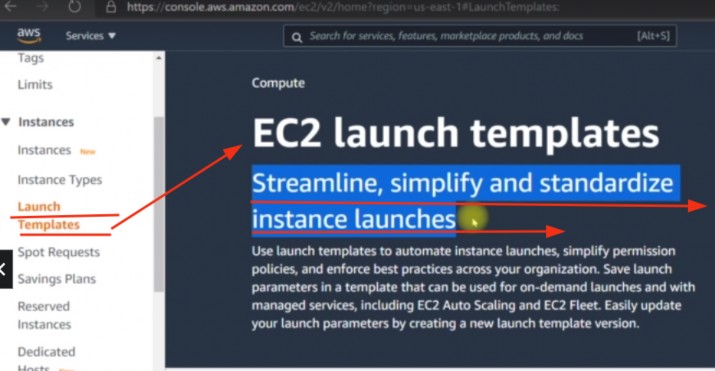 https://console.aws.amazon.com/ec2/v2/home?region=us-east-1#LaunchTemplates:
aws
Services
Search for services, features, marketplace products, and docs
[Alt+S]
Tags
Limits
Instances
Instances New
Instance Types
Launch
Templates
Spot Requests
Savings Plans
Reserved
Instances
Dedicated
Hosts New
Compute
EC2 launch templates
Streamline, simplify and standardize
instance launches
Use launch templates to automate instance launches, simplify permission
policies, and enforce best practices across your organization. Save launch
parameters in a template that can be used for on-demand launches and with
managed services, including EC2 Auto Scaling and EC2 Fleet. Easily update
your launch parameters by creating a new launch template version.